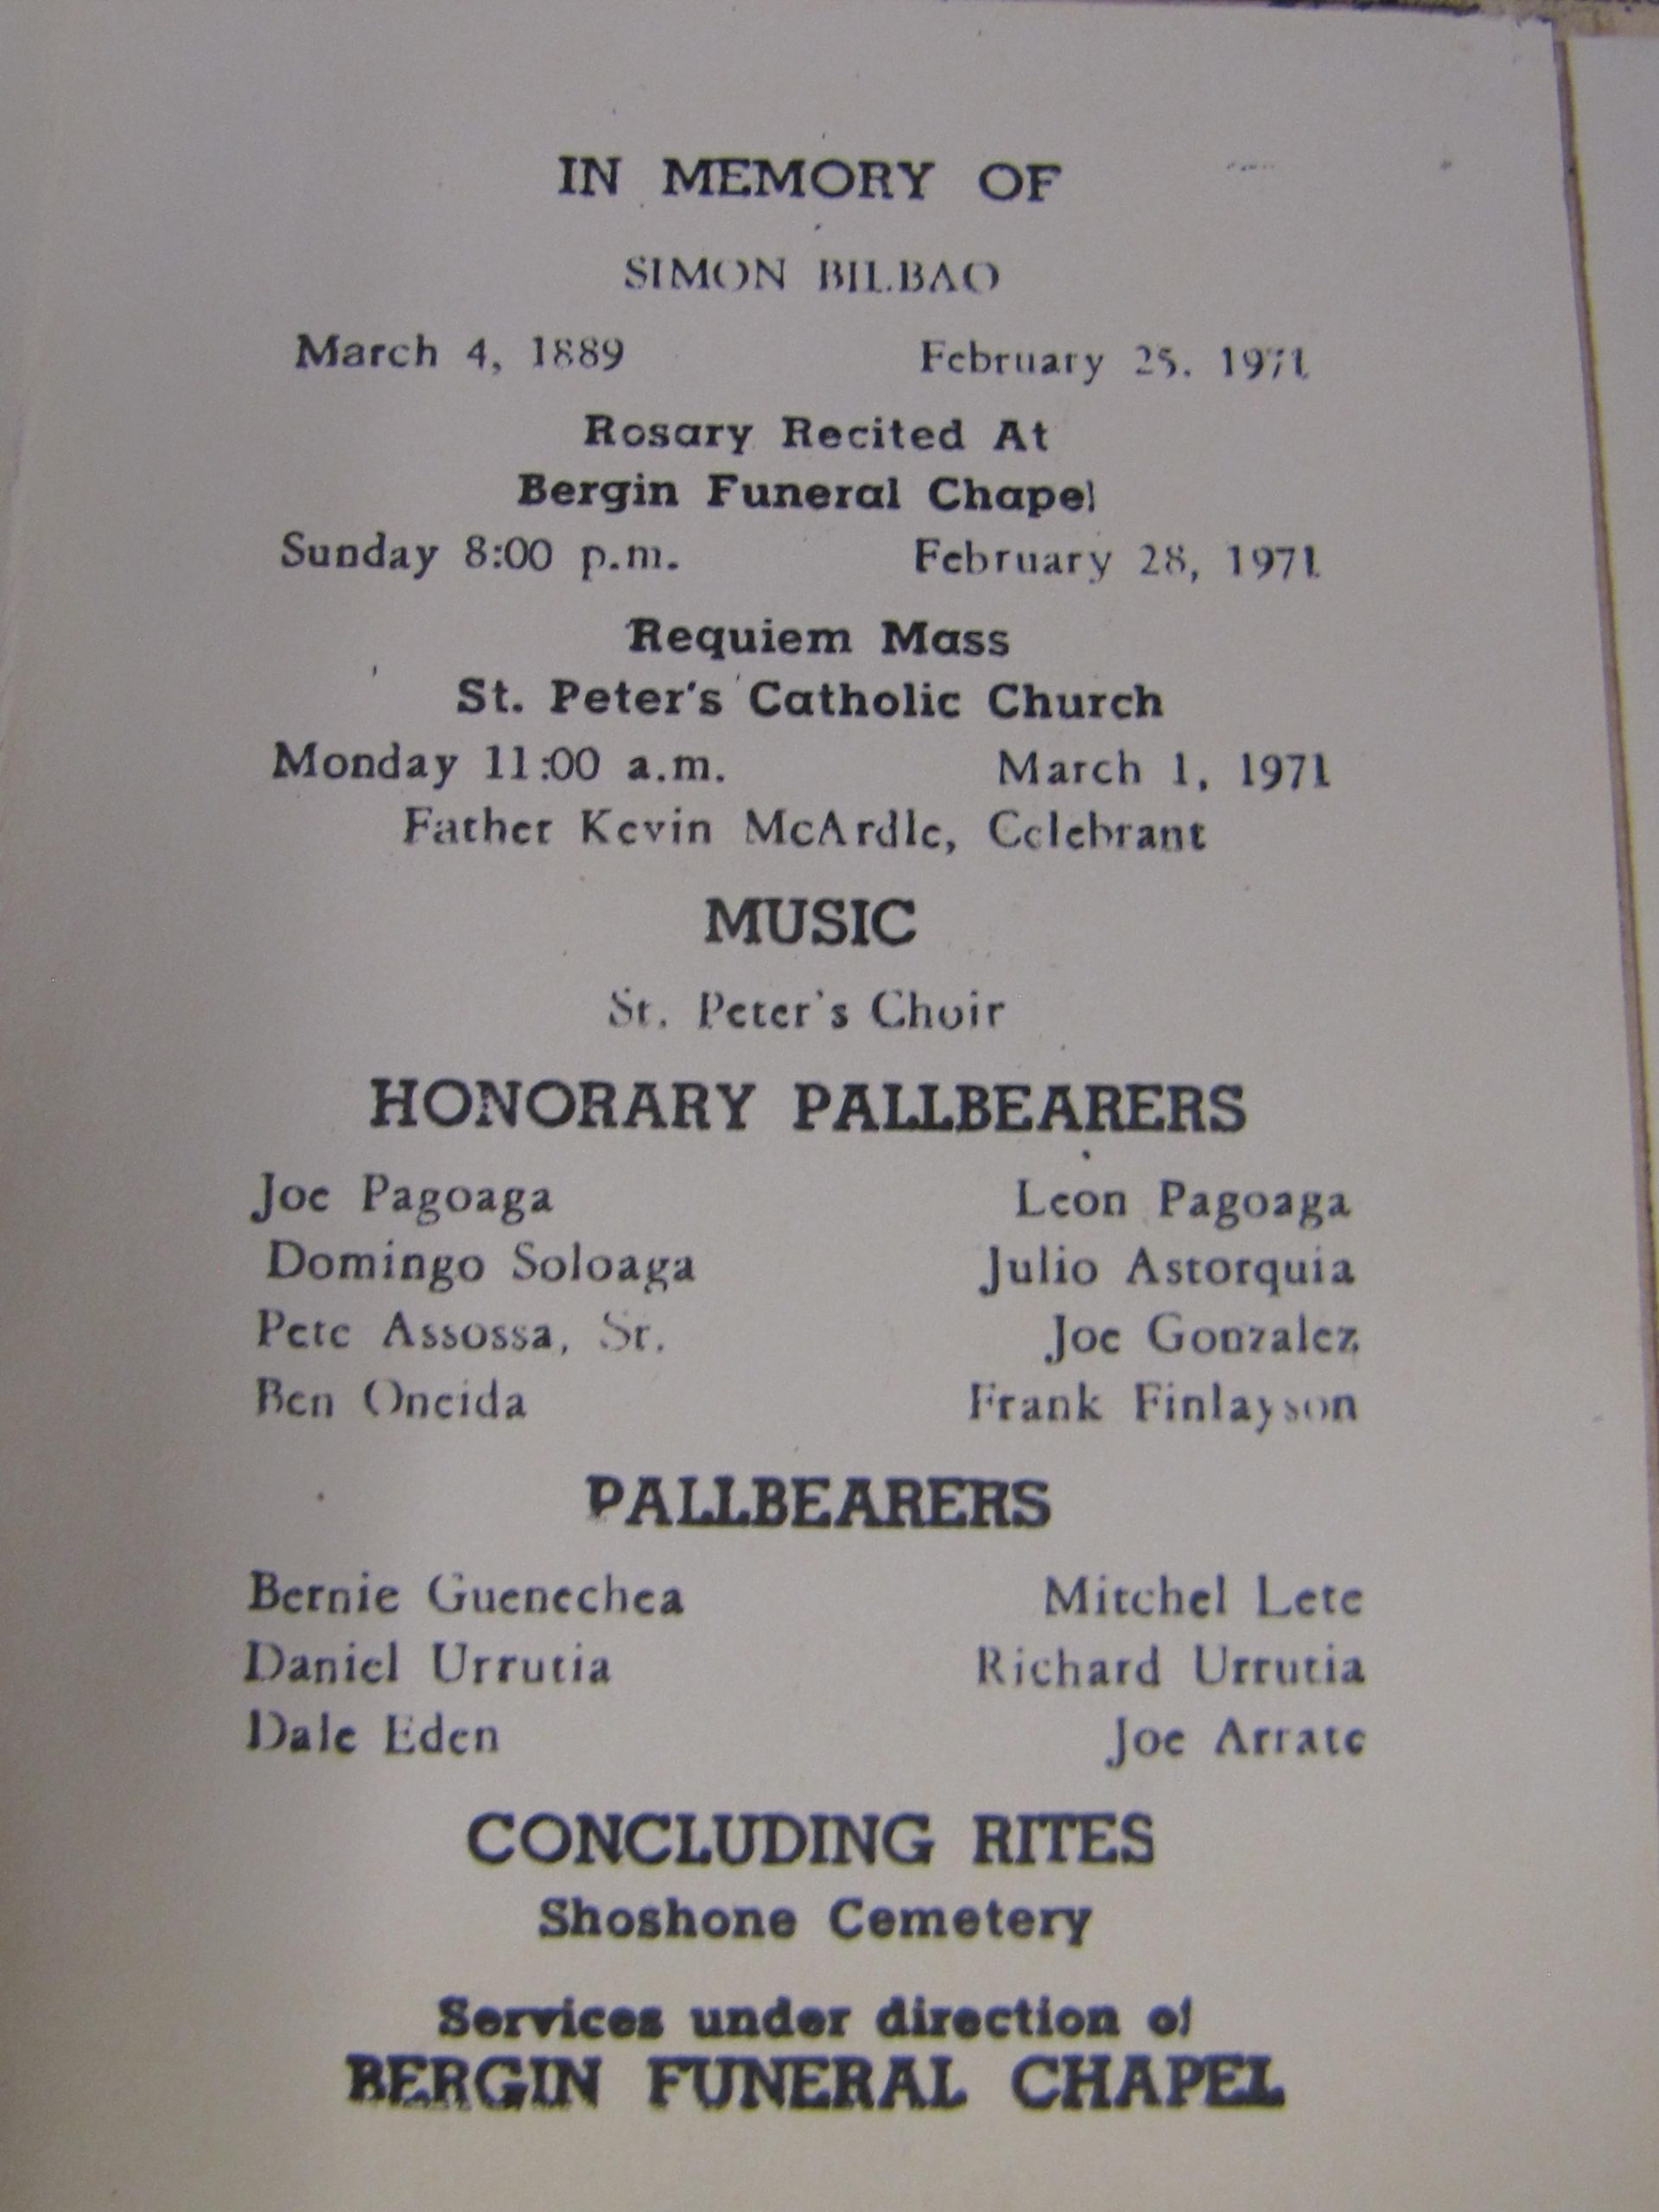 IN MEMORY OF
SIMON BILBAO
March 4, 1889 February 25, 1971
Rosary Recited At
Bergin Funeral Chapel
Sunday 8:00 p.m. February 28, 1971
Requiem Mass
St. Peter's Catholic Church
Monday 11:00 a.m. March 1, 1971
Father Kevin McArdle, Celebrant
MUSIC
St. Peter's Choir
HONORARY PALLBEARERS
Joe Pagoaga Leon Pagoaga
Domingo Soloaga Julio Astorquia
Pete Assossa, Sr. Joe Gonzalez
Ben Oneida Frank Finlayson
PALLBEARERS
Bernie Guenechea Mitchel Lete
Daniel Urrutia Richard Urrutia
Dale Eden Joe Arrate
CONCLUDING RITES
Shoshone Cemetery
Services under direction of
BERGIN FUNERAL CHAPEL